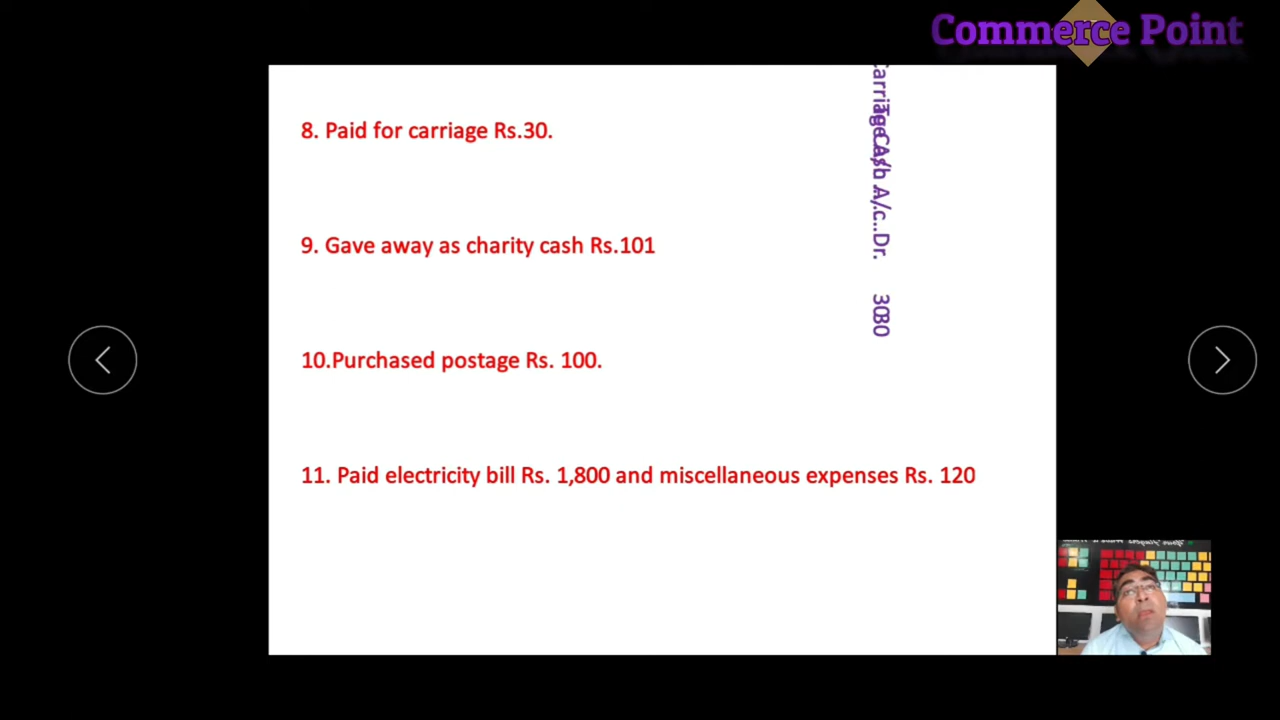 Commerce Point
8. Paid for carriage Rs.30.
9. Gave away as charity cash Rs.101
10.Purchased postage Rs. 100.
11. Paid electricity bill Rs. 1,800 and miscellaneous expenses Rs. 120
A/c...Dr.